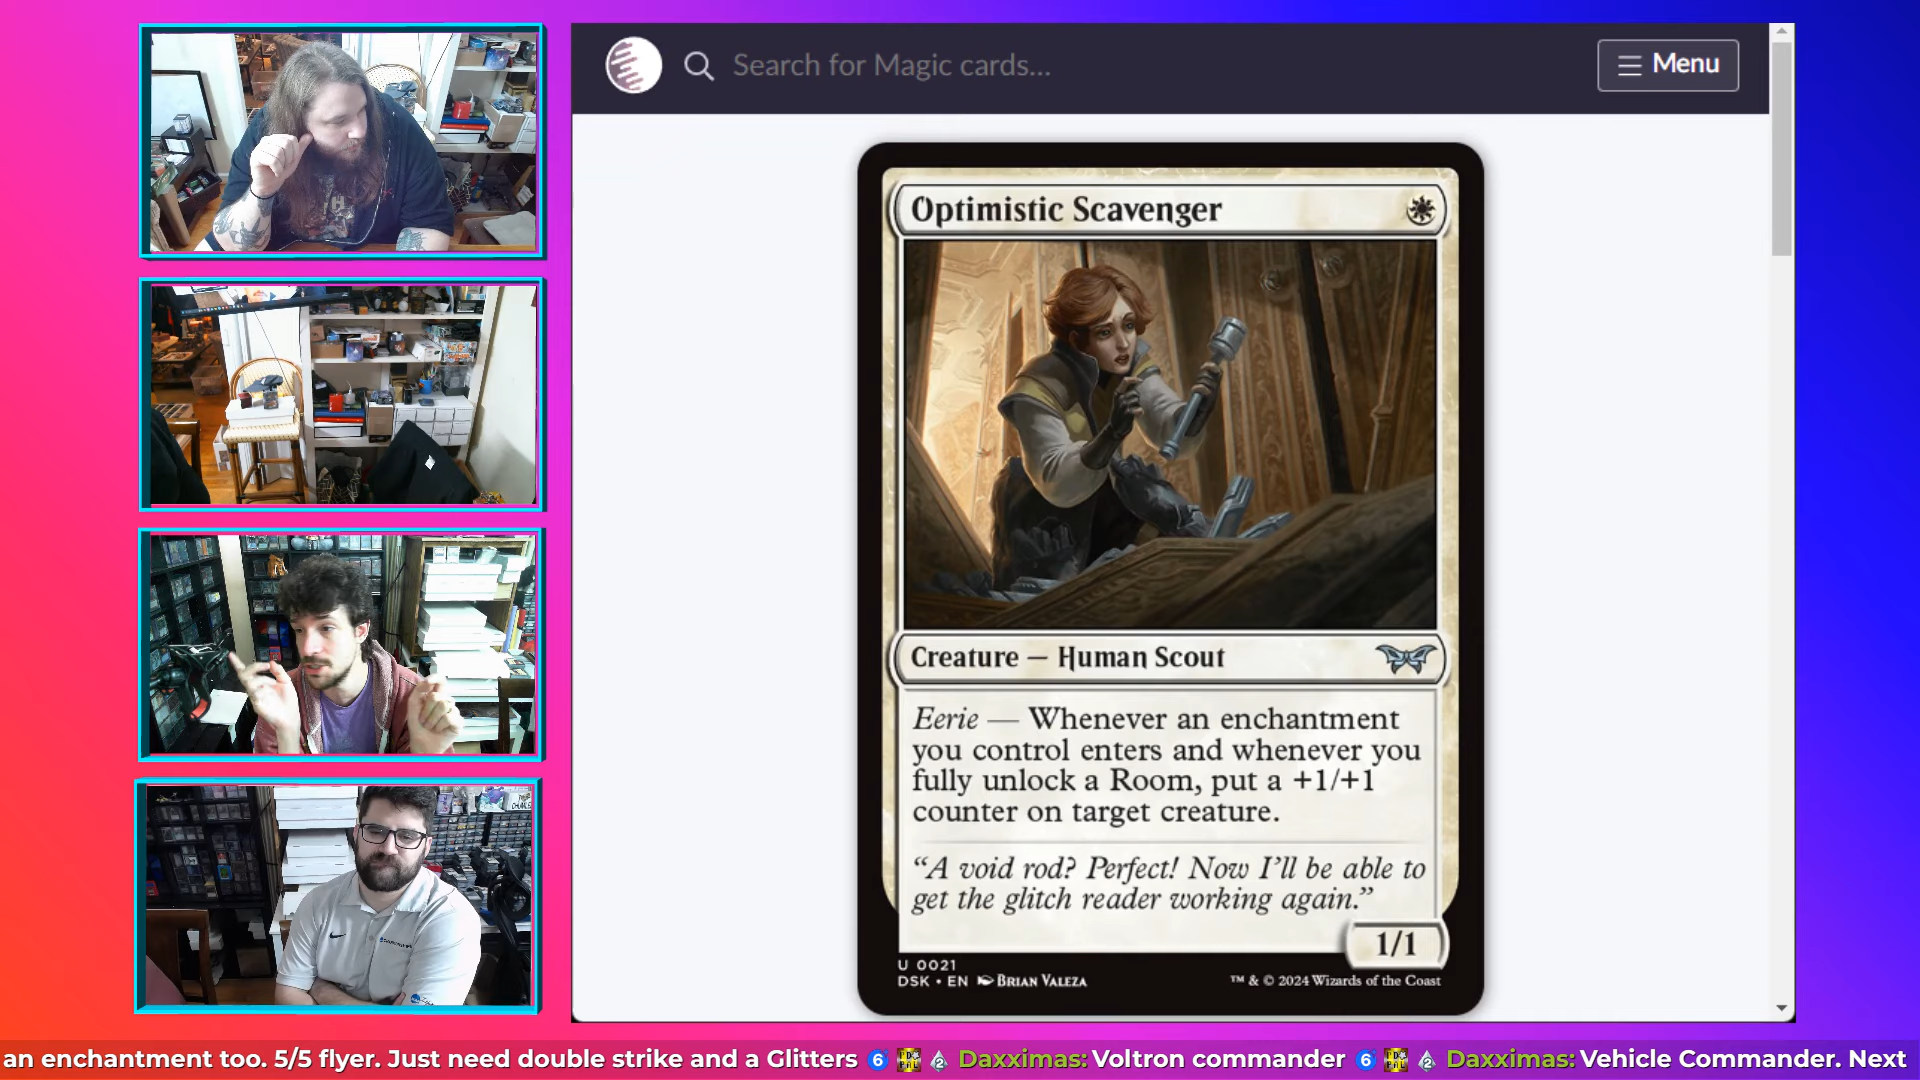 Search for Magic cards...
Menu
Optimistic Scavenger
Creature — Human Scout
Eerie — Whenever an enchantment
you control enters and whenever you
fully unlock a Room, put a +1/+1
counter on target creature.
“A void rod? Perfect! Now I’ll be able to
get the glitch reader working again.”
1/1
U 0021
DSK • EN Brian Valeza
™ & © 2024 Wizards of the Coast
an enchantment too. 5/5 flyer. Just need double strike and a Glitters 6 2 Daxximas: Voltron commander 6 2 Daxximas: Vehicle Commander. Next